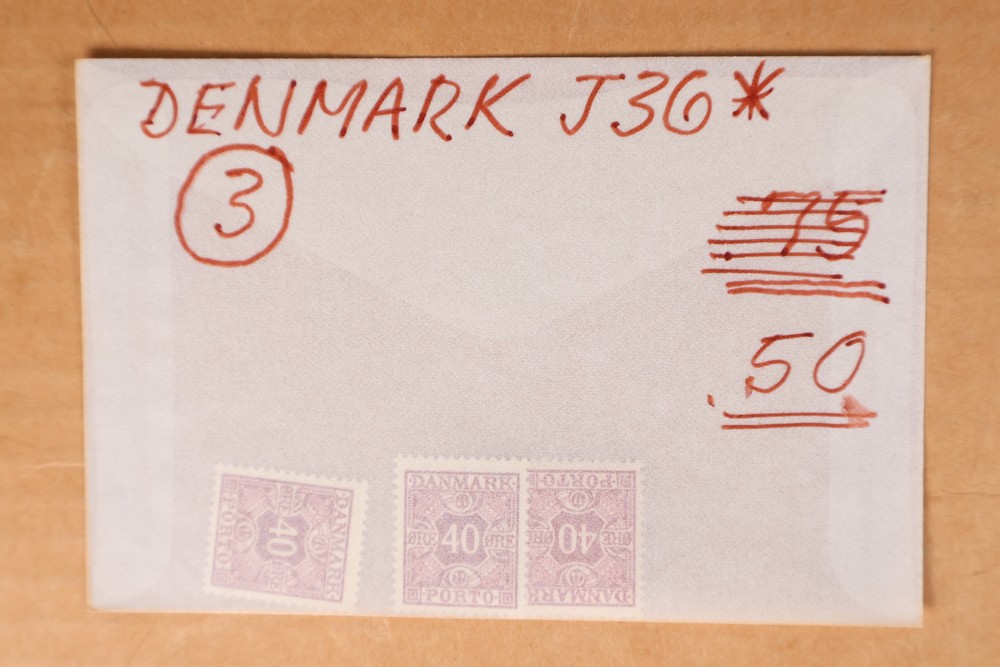 DENMARK J36*
3
.75
.50
DANMARK
ØRE 40 ØRE
PORTO
DANMARK
ØRE 40 ØRE
PORTO
PORTO
ØRE 40 ØRE
DANMARK